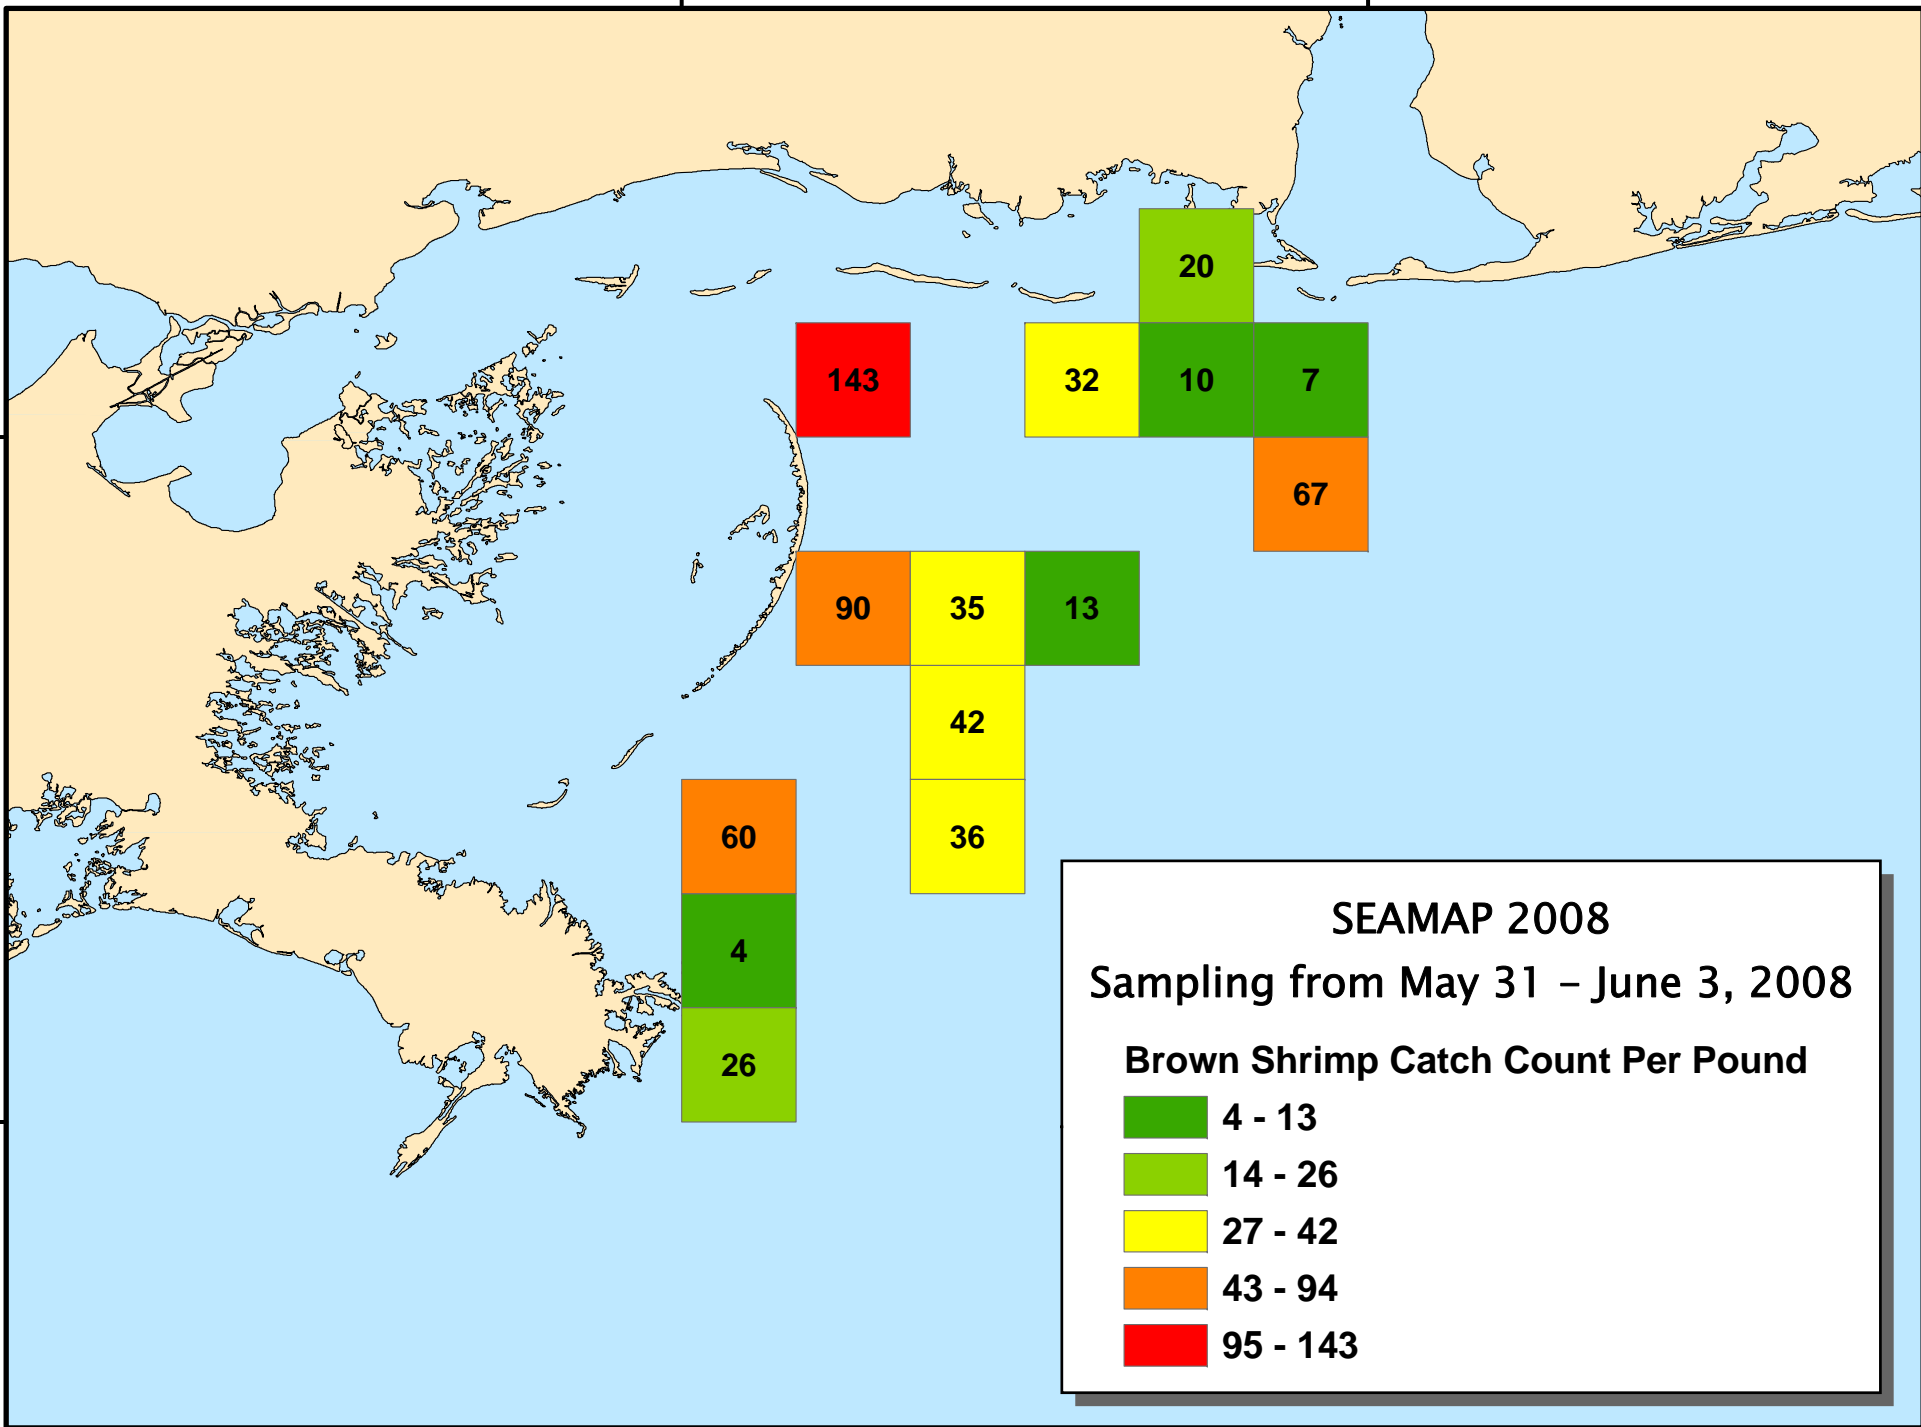 20
143 32 10 7
67
90 35 13
42
60 36
4
26
SEAMAP 2008
Sampling from May 31 – June 3, 2008
Brown Shrimp Catch Count Per Pound
4 - 13
14 - 26
27 - 42
43 - 94
95 - 143